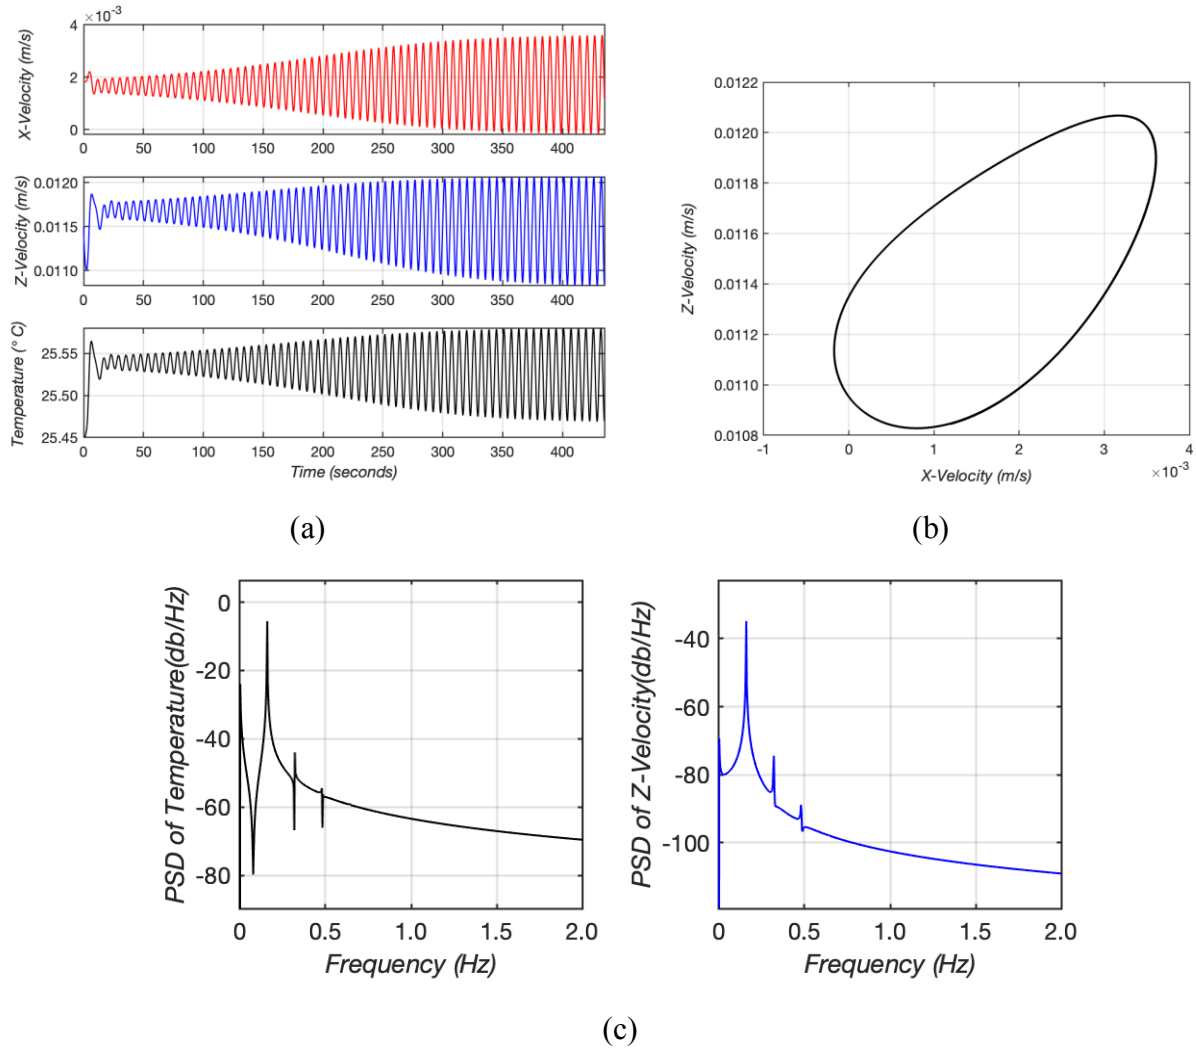 ×10⁻³
4
2
0
X-Velocity (m/s)
0 50 100 150 200 250 300 350 400
0.0120
0.0115
0.0110
Z-Velocity (m/s)
0 50 100 150 200 250 300 350 400
25.55
25.50
25.45
Temperature (° C)
0 50 100 150 200 250 300 350 400
Time (seconds)
(a)
0.0122
0.0120
0.0118
0.0116
0.0114
0.0112
0.0110
0.0108
Z-Velocity (m/s)
-1 0 1 2 3 4
X-Velocity (m/s)
×10⁻³
(b)
0
-20
-40
-60
-80
PSD of Temperature(db/Hz)
0 0.5 1.0 1.5 2.0
Frequency (Hz)
-40
-60
-80
-100
PSD of Z-Velocity(db/Hz)
0 0.5 1.0 1.5 2.0
Frequency (Hz)
(c)